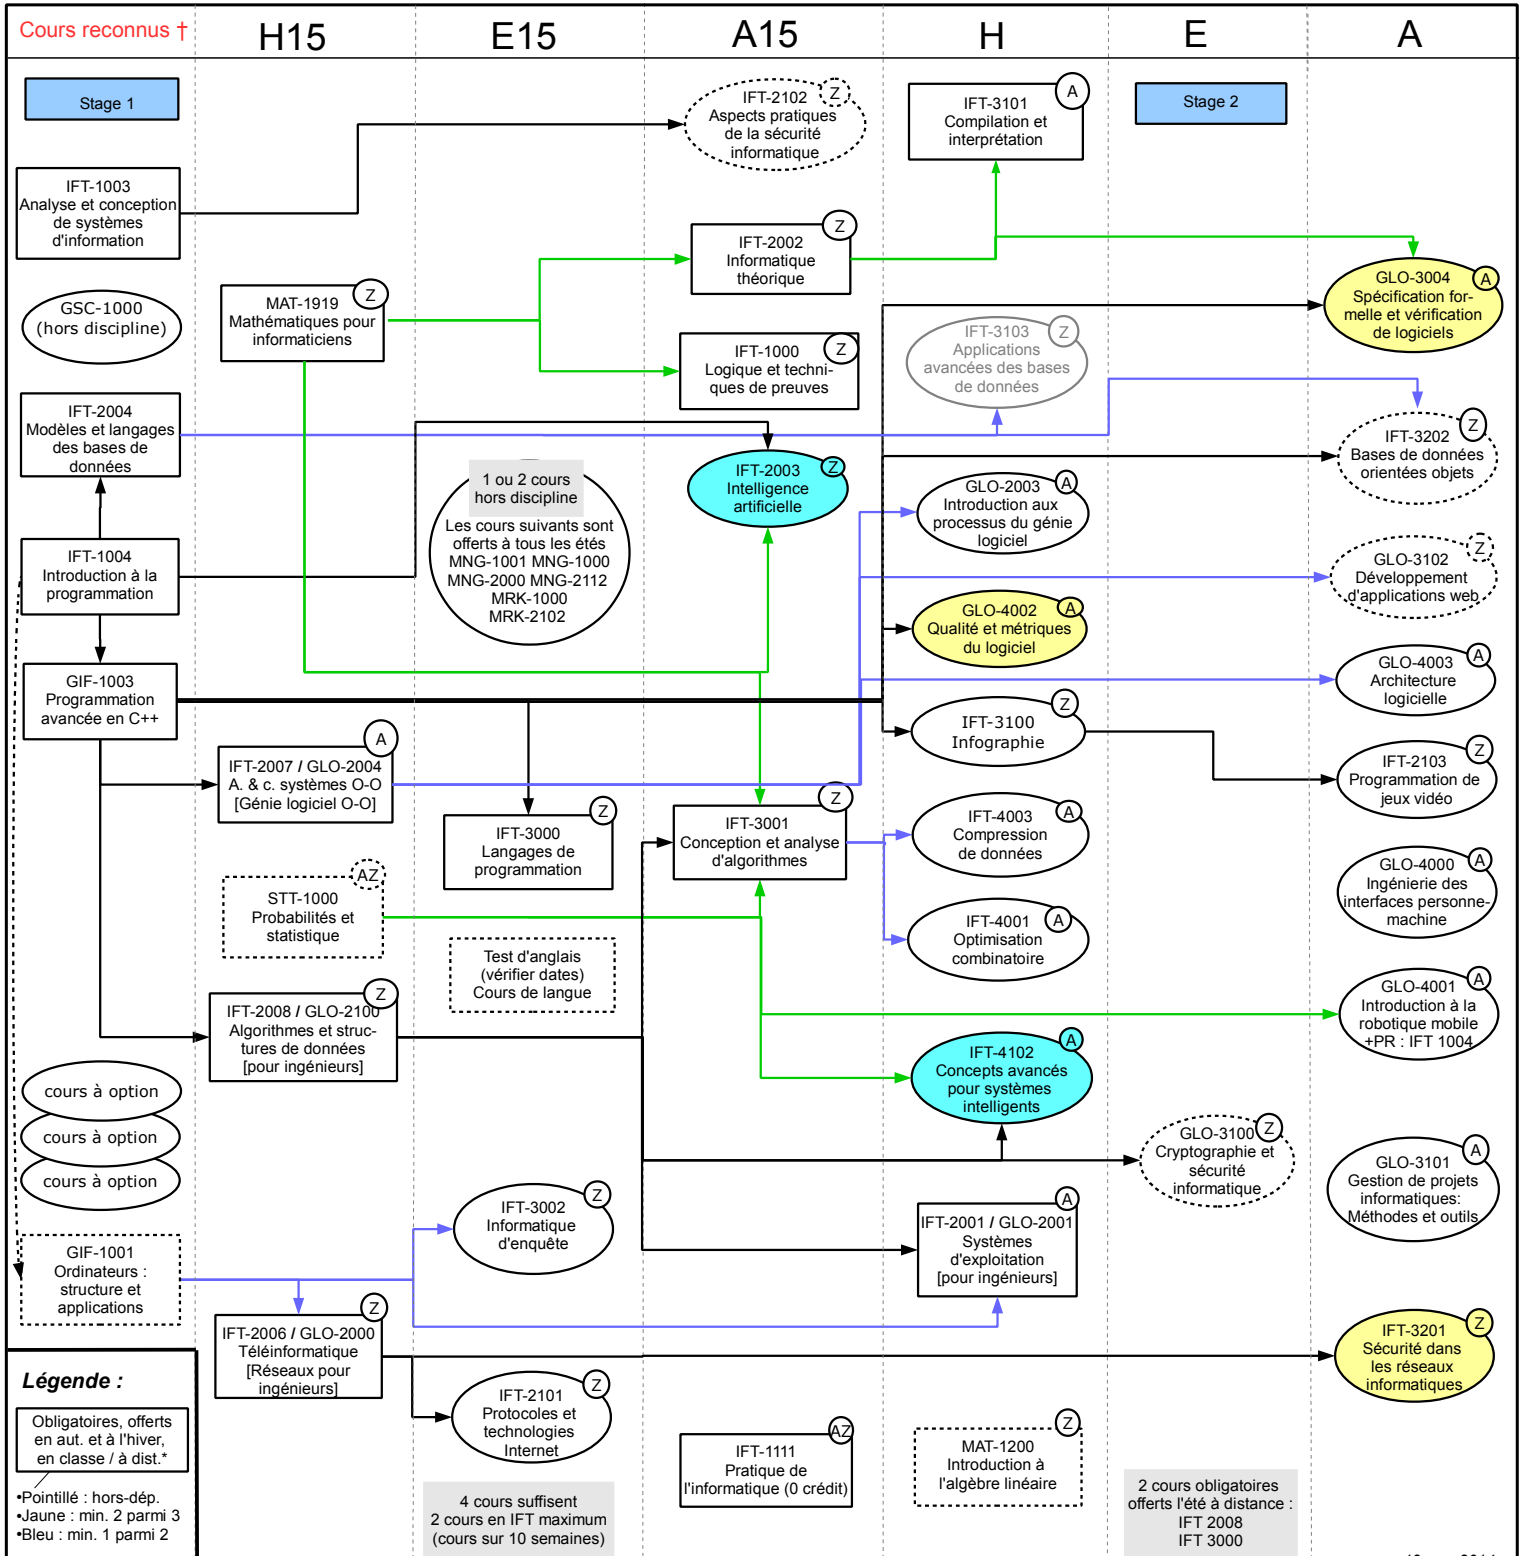 Cours reconnus †
H15
E15
A15
H
E
A
Stage 1
IFT-1003
Analyse et conception
de systèmes
d'information
GSC-1000
(hors discipline)
IFT-2004
Modèles et langages
des bases de
données
IFT-1004
Introduction à la
programmation
GIF-1003
Programmation
avancée en C++
cours à option
cours à option
cours à option
GIF-1001
Ordinateurs :
structure et
applications
Légende :
Obligatoires, offerts
en aut. et à l'hiver,
en classe / à dist.*
•Pointillé : hors-dép.
•Jaune : min. 2 parmi 3
•Bleu : min. 1 parmi 2
Z
MAT-1919
Mathématiques pour
informaticiens
A
IFT-2007 / GLO-2004
A. & c. systèmes O-O
[Génie logiciel O-O]
AZ
STT-1000
Probabilités et
statistique
Z
IFT-2008 / GLO-2100
Algorithmes et struc-
tures de données
[pour ingénieurs]
Z
IFT-2006 / GLO-2000
Téléinformatique
[Réseaux pour
ingénieurs]
1 ou 2 cours
hors discipline
Les cours suivants sont
offerts à tous les étés
MNG-1001 MNG-1000
MNG-2000 MNG-2112
MRK-1000
MRK-2102
Z
IFT-3000
Langages de
programmation
Test d'anglais
(vérifier dates)
Cours de langue
Z
IFT-3002
Informatique
d'enquête
Z
IFT-2101
Protocoles et
technologies
Internet
4 cours suffisent
2 cours en IFT maximum
(cours sur 10 semaines)
Z
IFT-2102
Aspects pratiques
de la sécurité
informatique
Z
IFT-2002
Informatique
théorique
Z
IFT-1000
Logique et techni-
ques de preuves
Z
IFT-2003
Intelligence
artificielle
Z
IFT-3001
Conception et analyse
d'algorithmes
AZ
IFT-1111
Pratique de
l'informatique (0 crédit)
A
IFT-3101
Compilation et
interprétation
Z
IFT-3103
Applications
avancées des bases
de données
A
GLO-2003
Introduction aux
processus du génie
logiciel
A
GLO-4002
Qualité et métriques
du logiciel
Z
IFT-3100
Infographie
A
IFT-4003
Compression
de données
A
IFT-4001
Optimisation
combinatoire
A
IFT-4102
Concepts avancés
pour systèmes
intelligents
A
IFT-2001 / GLO-2001
Systèmes
d'exploitation
[pour ingénieurs]
Z
MAT-1200
Introduction à
l'algèbre linéaire
Stage 2
Z
GLO-3100
Cryptographie et
sécurité
informatique
2 cours obligatoires
offerts l'été à distance :
IFT 2008
IFT 3000
A
GLO-3004
Spécification for-
melle et vérification
de logiciels
Z
IFT-3202
Bases de données
orientées objets
Z
GLO-3102
Développement
d'applications web
A
GLO-4003
Architecture
logicielle
Z
IFT-2103
Programmation de
jeux vidéo
A
GLO-4000
Ingénierie des
interfaces personne-
machine
A
GLO-4001
Introduction à la
robotique mobile
+PR : IFT 1004
A
GLO-3101
Gestion de projets
informatiques:
Méthodes et outils
Z
IFT-3201
Sécurité dans
les réseaux
informatiques